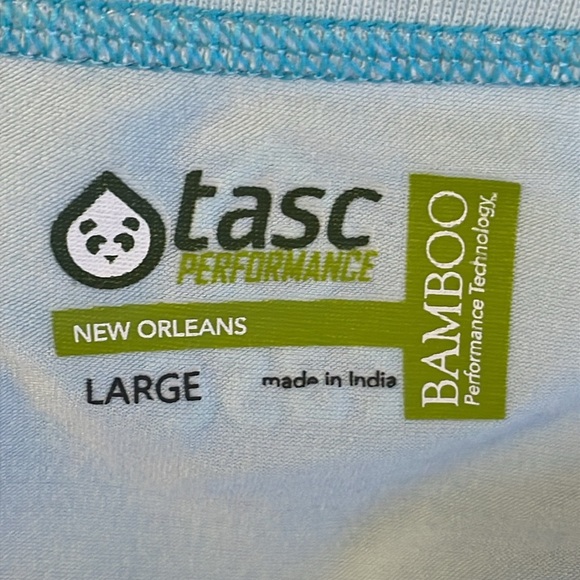 tasc
PERFORMANCE
NEW ORLEANS
LARGE
made in India
BAMBOO
Performance Technology